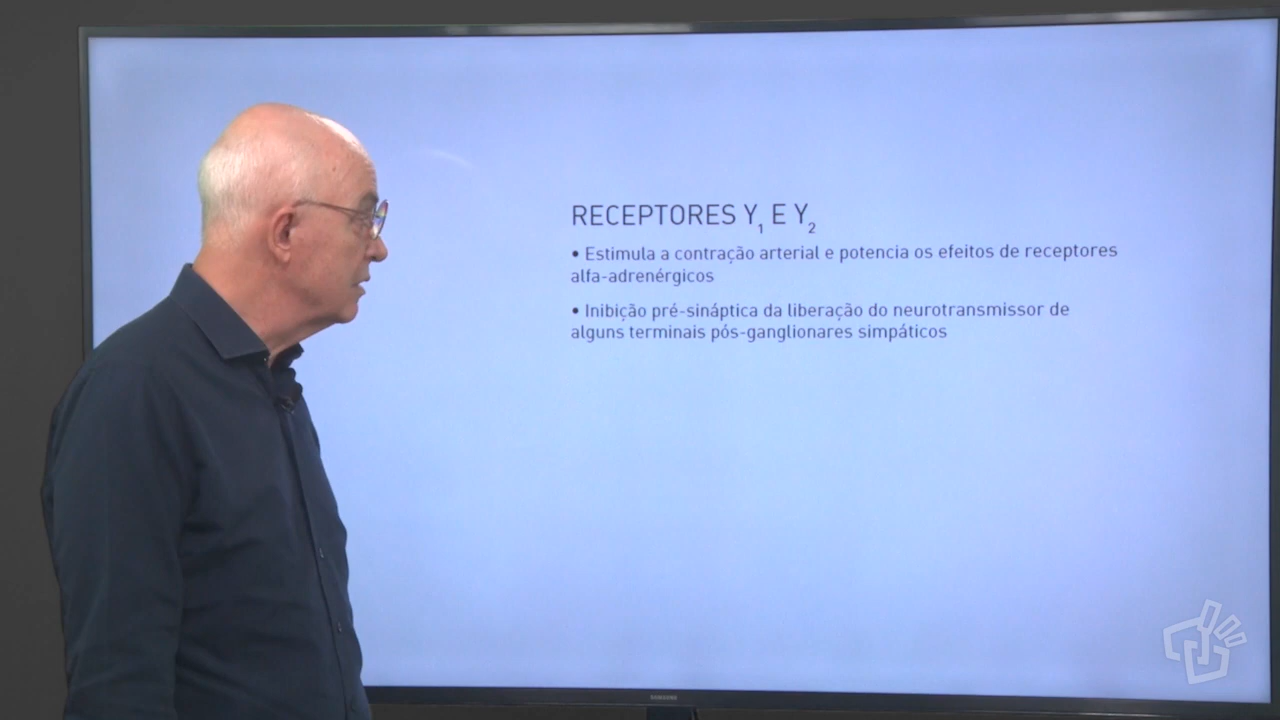 RECEPTORES Y₁ E Y₂
• Estimula a contração arterial e potencia os efeitos de receptores
alfa-adrenérgicos
• Inibição pré-sináptica da liberação do neurotransmissor de
alguns terminais pós-ganglionares simpáticos
SAMSUNG